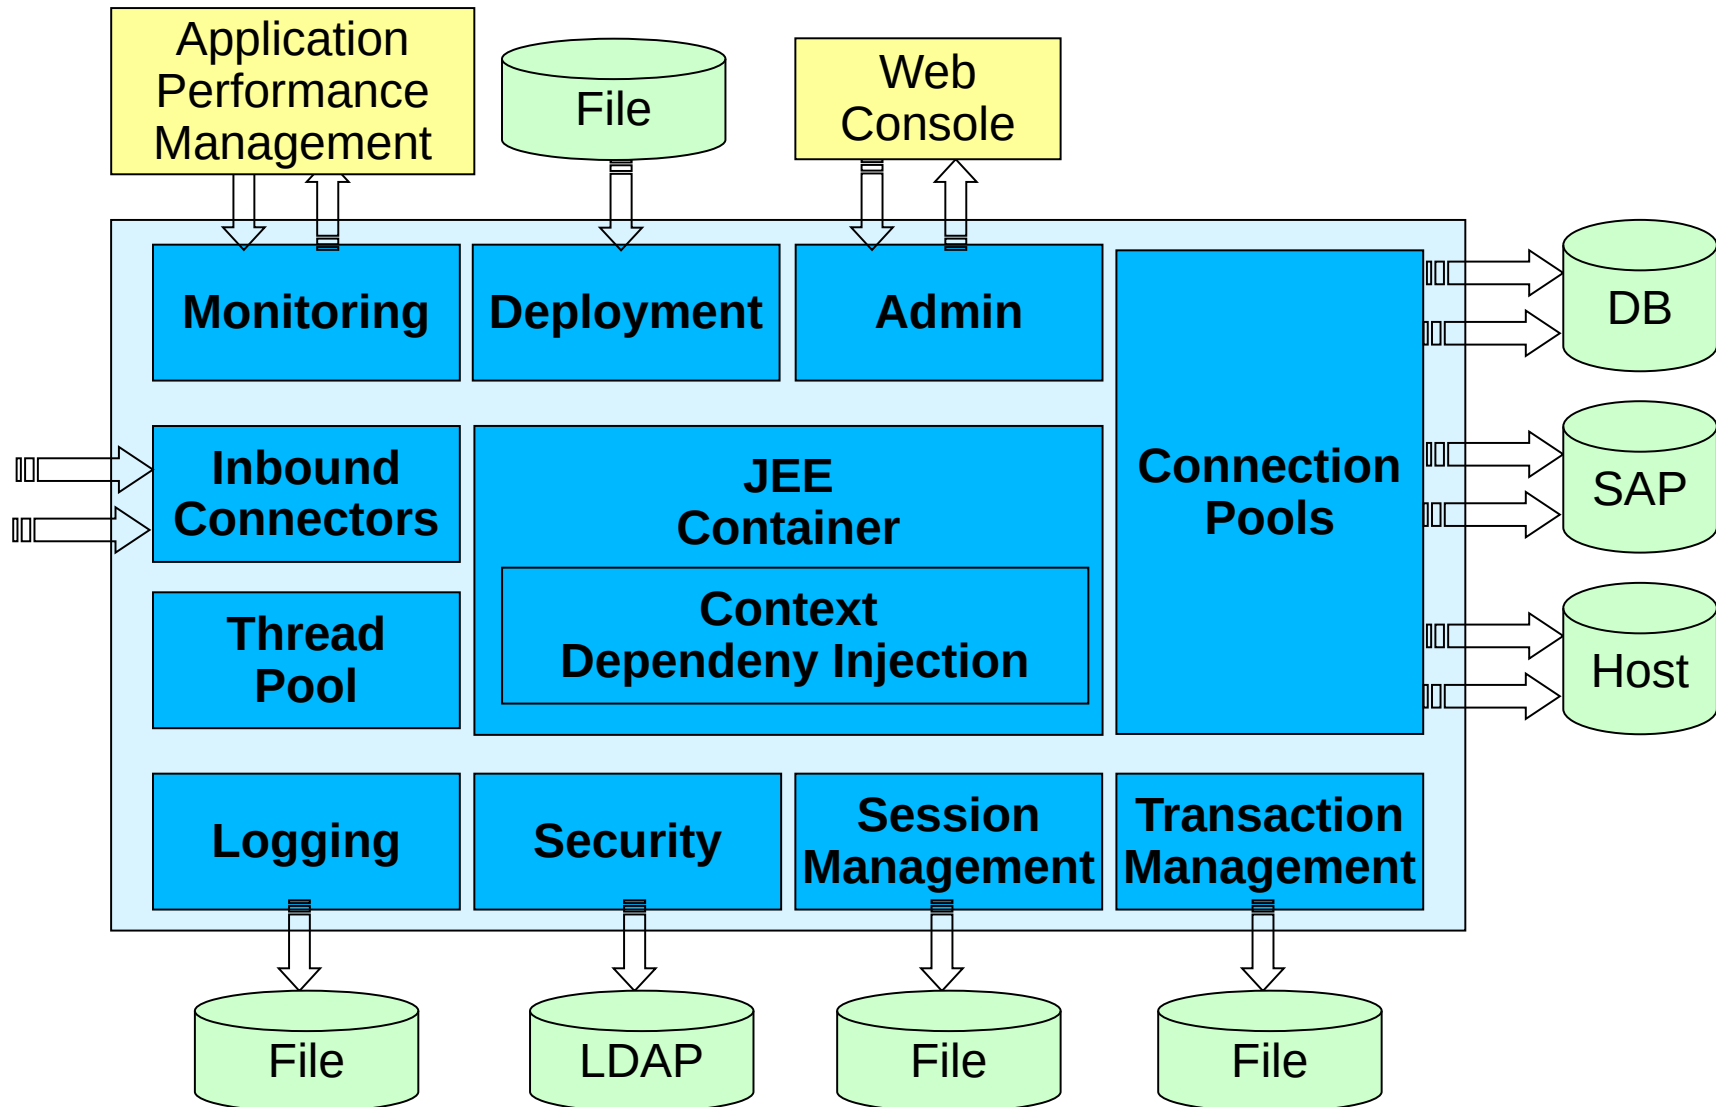 Application
Performance
Management
File
Web
Console
Monitoring
Deployment
Admin
DB
Inbound
Connectors
JEE
Container
Connection
Pools
SAP
Thread
Pool
Context
Dependeny Injection
Host
Logging
Security
Session
Management
Transaction
Management
File
LDAP
File
File